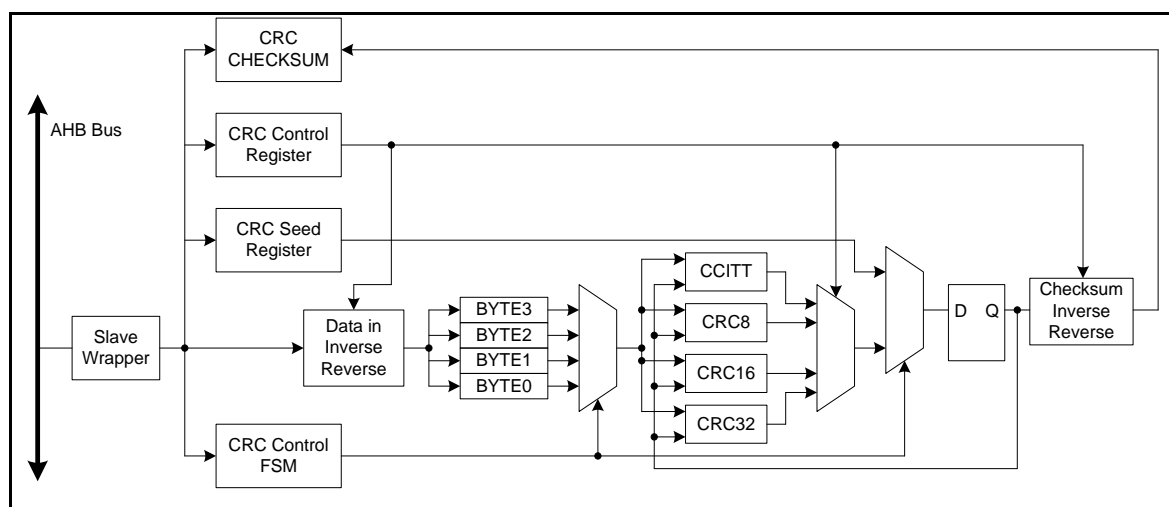 CRC
CHECKSUM
AHB Bus
CRC Control
Register
CRC Seed
Register
CCITT
Slave
Wrapper
Data in
Inverse
Reverse
BYTE3
BYTE2
BYTE1
BYTE0
CRC8
CRC16
CRC32
D Q
Checksum
Inverse
Reverse
CRC Control
FSM